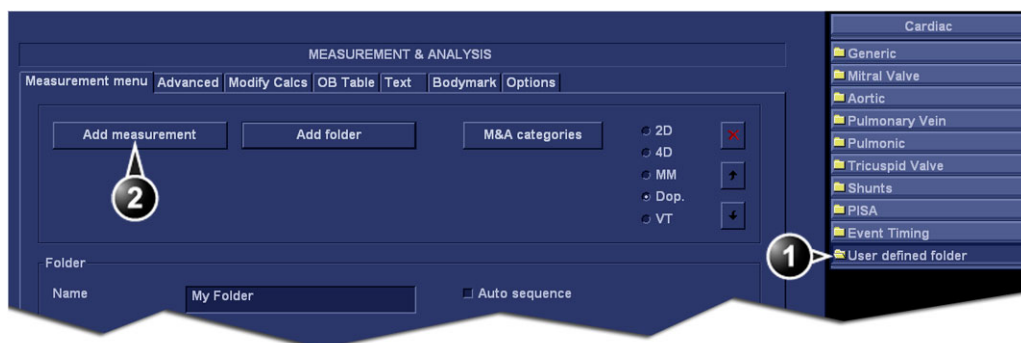 MEASUREMENT & ANALYSIS
Measurement menu Advanced Modify Calcs OB Table Text Bodymark Options
Add measurement Add folder M&A categories
2D
4D
MM
Dop.
VT
2
Folder
Name My Folder Auto sequence
Cardiac
Generic
Mitral Valve
Aortic
Pulmonary Vein
Pulmonic
Tricuspid Valve
Shunts
PISA
Event Timing
1 User defined folder